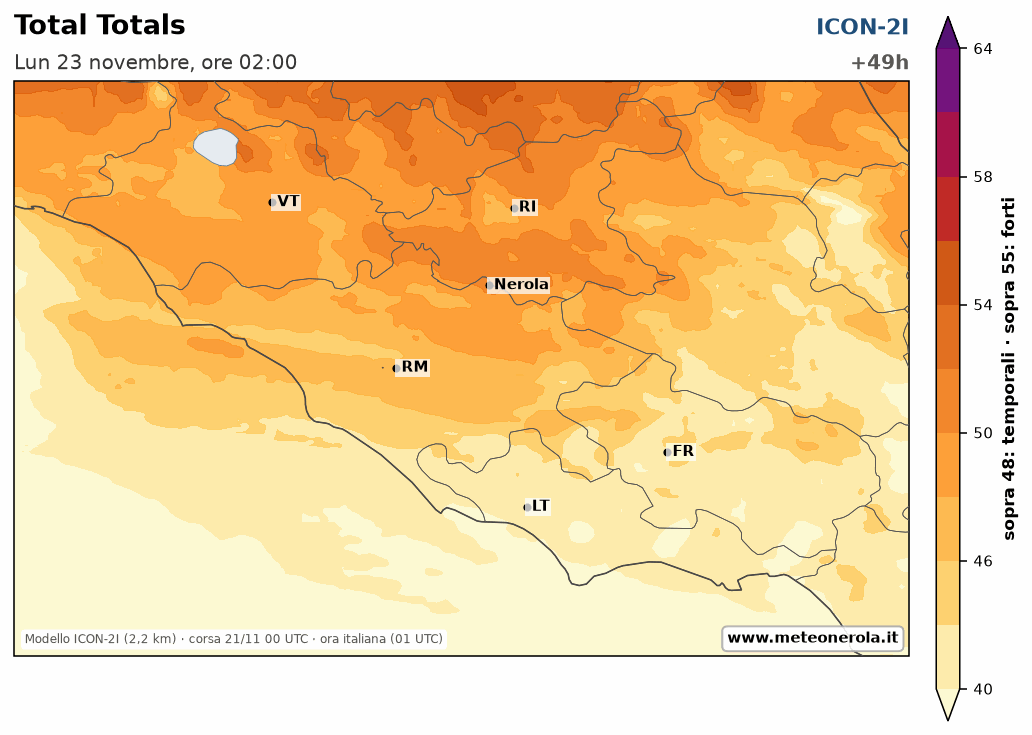 Total Totals
ICON-2I
Lun 23 novembre, ore 02:00
+49h
VT
RI
Nerola
RM
FR
LT
64
58
54
50
46
40
sopra 48: temporali · sopra 55: forti
Modello ICON-2I (2,2 km) · corsa 21/11 00 UTC · ora italiana (01 UTC)
www.meteonerola.it